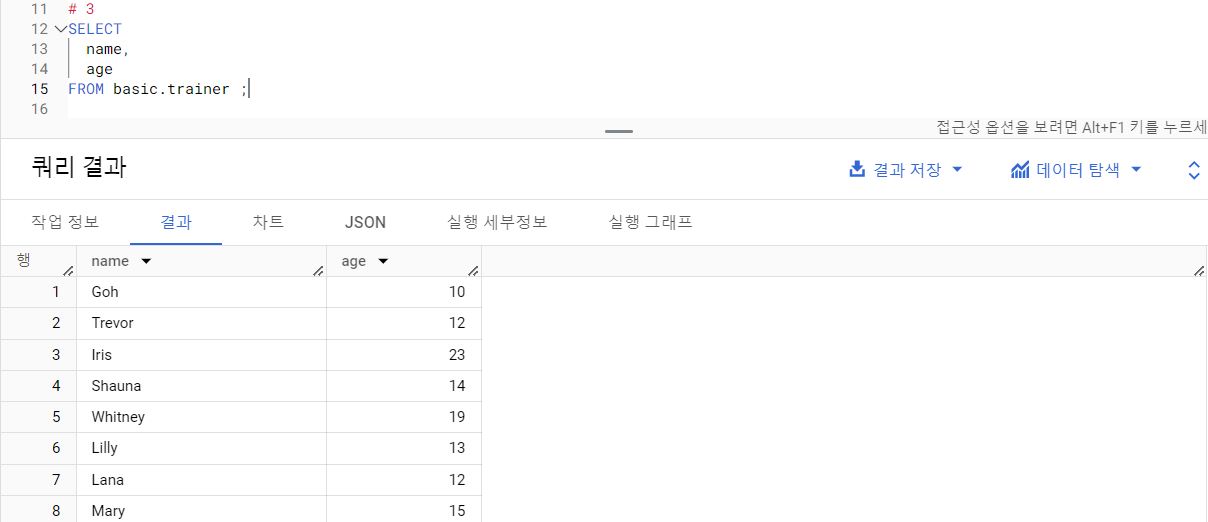 11 # 3
12 SELECT
13 name,
14 age
15 FROM basic.trainer ;
16
접근성 옵션을 보려면 Alt+F1 키를 누르세
쿼리 결과 결과 저장 데이터 탐색
작업 정보 결과 차트 JSON 실행 세부정보 실행 그래프
행 name age
1 Goh 10
2 Trevor 12
3 Iris 23
4 Shauna 14
5 Whitney 19
6 Lilly 13
7 Lana 12
8 Mary 15